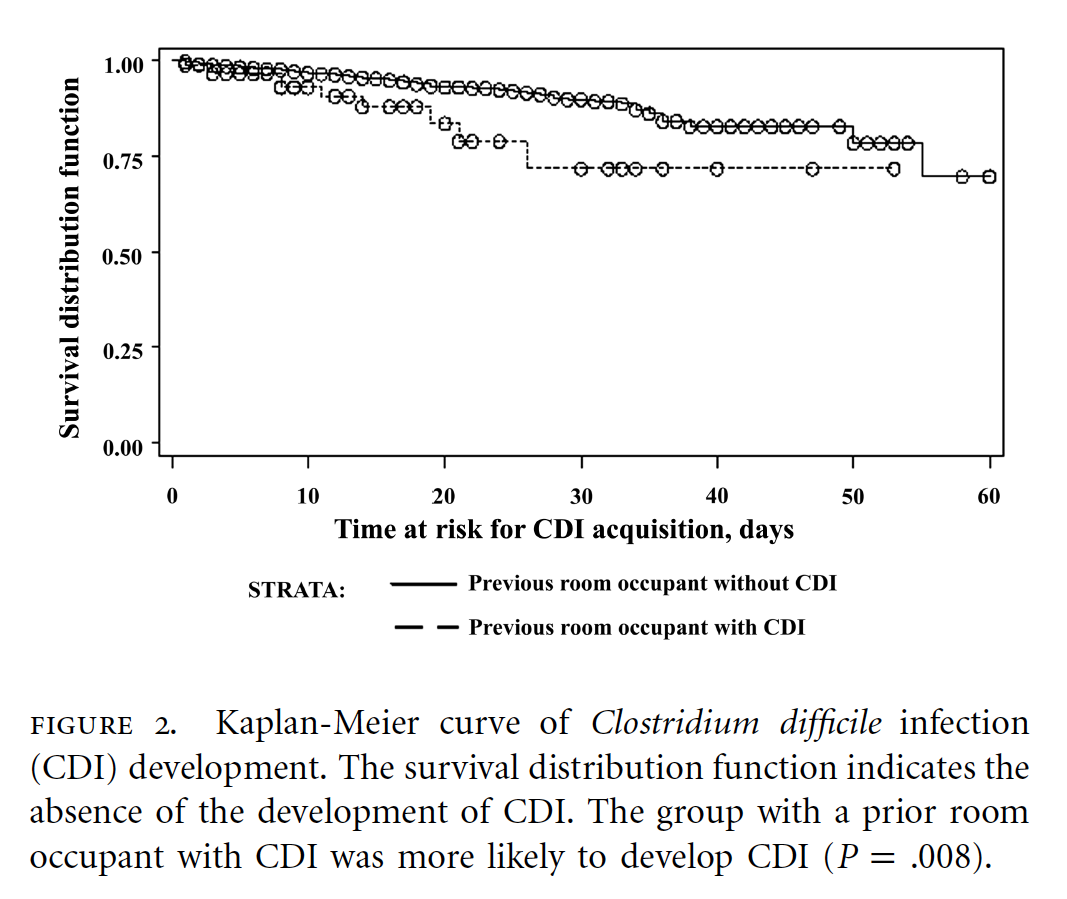 Survival distribution function
1.00
0.75
0.50
0.25
0.00
0 10 20 30 40 50 60
Time at risk for CDI acquisition, days
STRATA:
Previous room occupant without CDI
Previous room occupant with CDI
FIGURE 2. Kaplan-Meier curve of Clostridium difficile infection
(CDI) development. The survival distribution function indicates the
absence of the development of CDI. The group with a prior room
occupant with CDI was more likely to develop CDI (P = .008).